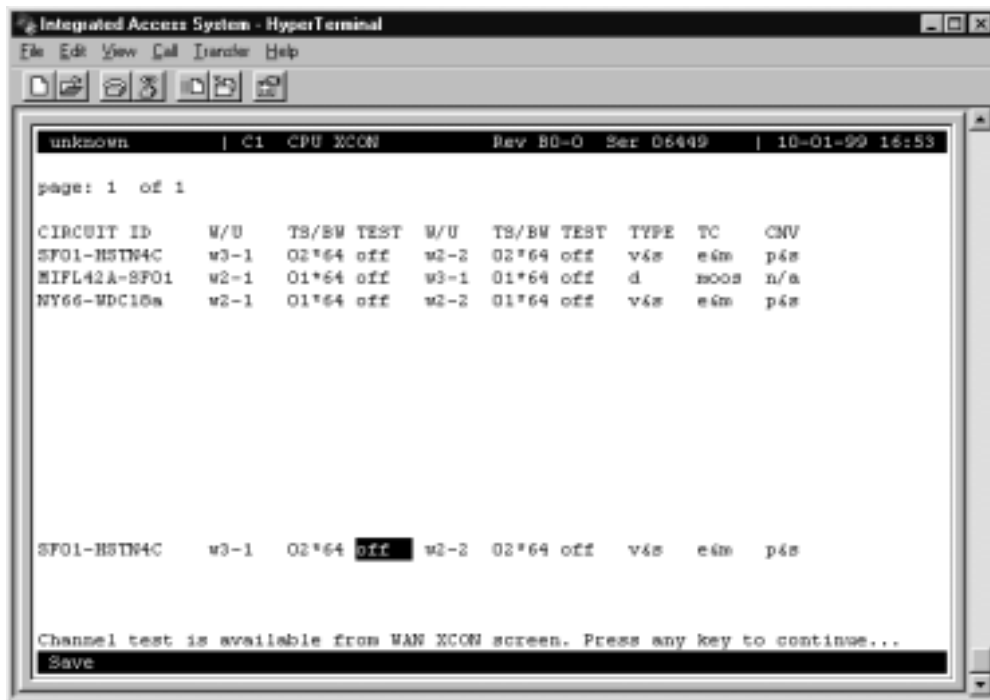 Integrated Access System - HyperTerminal
File Edit View Call Transfer Help
unknown | C1 CPU XCON Rev B0-0 Ser 06449 | 10-01-99 16:53
page: 1 of 1
CIRCUIT ID W/U TS/BW TEST W/U TS/BW TEST TYPE TC CNV
SF01-HSTN4C w3-1 02*64 off w2-2 02*64 off v&s e&m p&s
MIFL42A-SF01 w2-1 01*64 off w3-1 01*64 off d moos n/a
NY66-WDC18a w2-1 01*64 off w2-2 01*64 off v&s e&m p&s
SF01-HSTN4C w3-1 02*64 off w2-2 02*64 off v&s e&m p&s
Channel test is available from WAN XCON screen. Press any key to continue...
Save